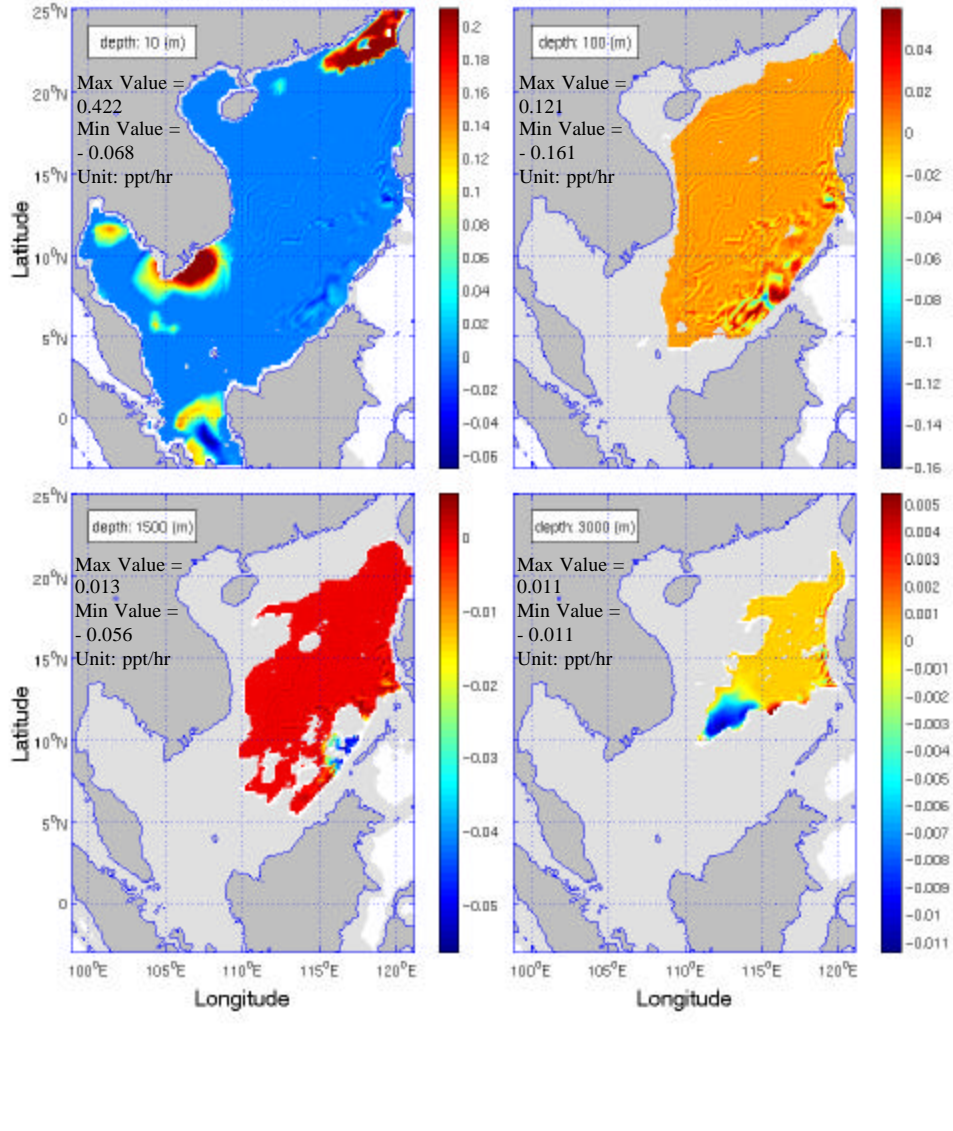 depth: 10 (m)
Max Value =
0.422
Min Value =
- 0.068
Unit: ppt/hr
25°N
20°N
15°N
10°N
5°N
0
Latitude
0.2
0.18
0.16
0.14
0.12
0.1
0.08
0.06
0.04
0.02
0
-0.02
-0.04
-0.06
depth: 100 (m)
Max Value =
0.121
Min Value =
- 0.161
Unit: ppt/hr
0.04
0.02
0
-0.02
-0.04
-0.06
-0.08
-0.1
-0.12
-0.14
-0.16
depth: 1500 (m)
Max Value =
0.013
Min Value =
- 0.056
Unit: ppt/hr
25°N
20°N
15°N
10°N
5°N
0
Latitude
100°E 105°E 110°E 115°E 120°E
Longitude
0
-0.01
-0.02
-0.03
-0.04
-0.05
depth: 3000 (m)
Max Value =
0.011
Min Value =
- 0.011
Unit: ppt/hr
100°E 105°E 110°E 115°E 120°E
Longitude
0.005
0.004
0.003
0.002
0.001
0
-0.001
-0.002
-0.003
-0.004
-0.005
-0.006
-0.007
-0.008
-0.009
-0.01
-0.011